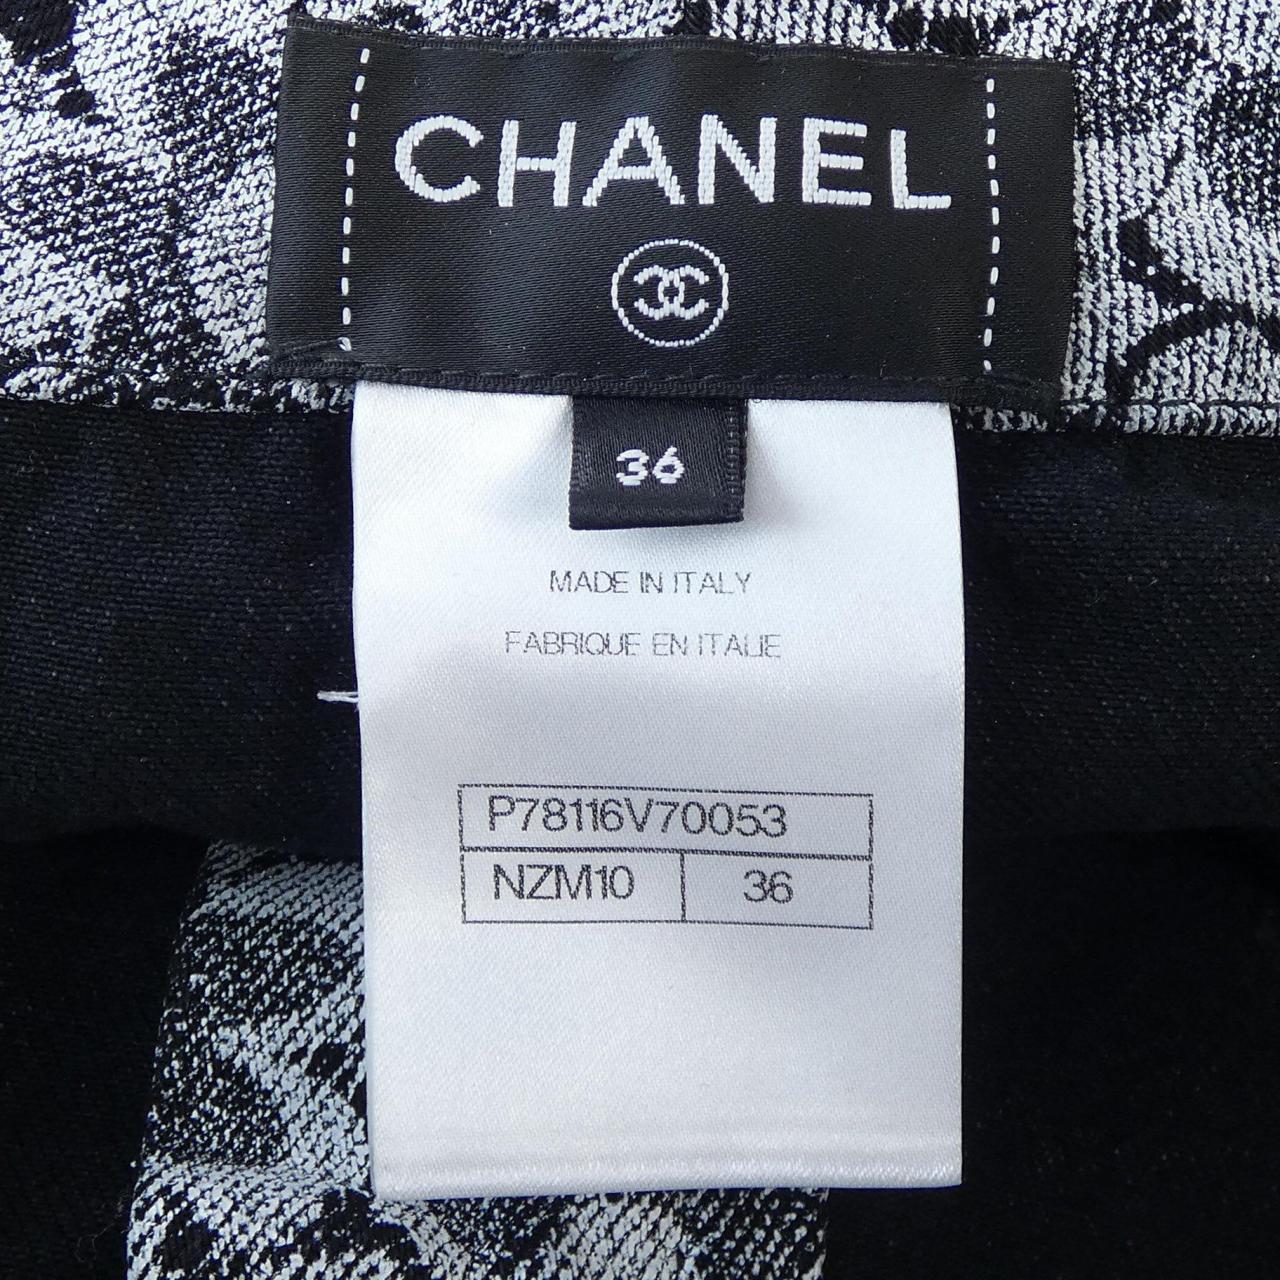 CHANEL
36
MADE IN ITALY
FABRIQUE EN ITALIE
P78116V70053
NZM10 36